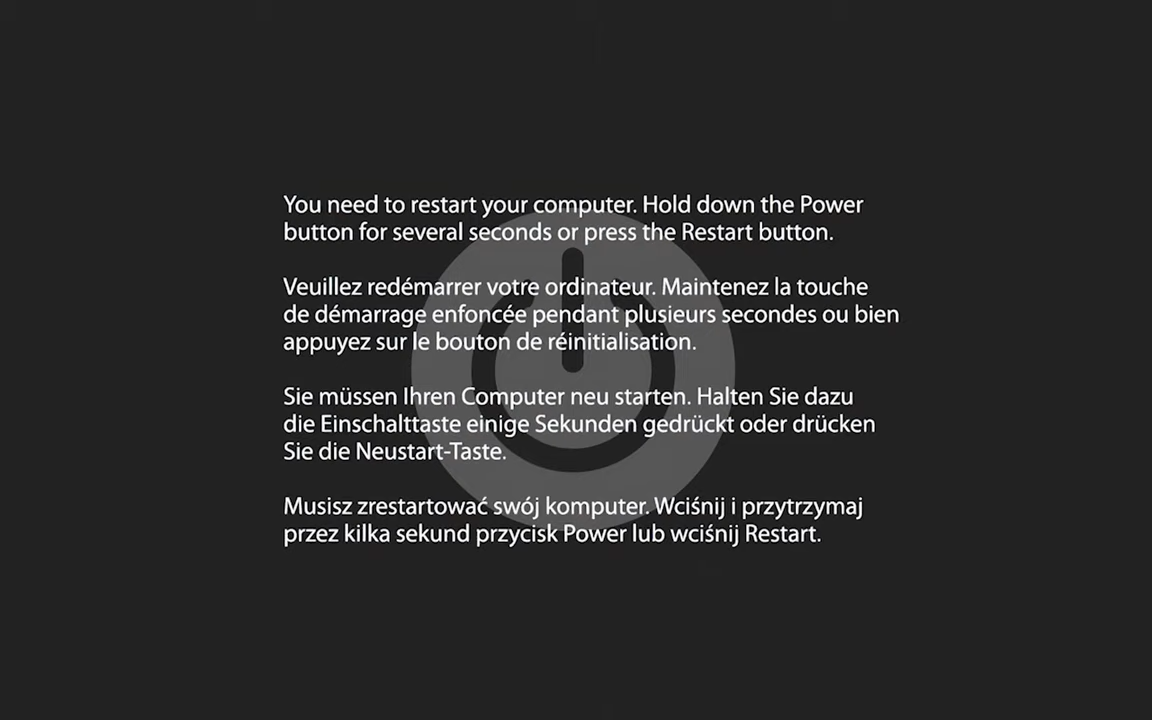 You need to restart your computer. Hold down the Power
button for several seconds or press the Restart button.
Veuillez redémarrer votre ordinateur. Maintenez la touche
de démarrage enfoncée pendant plusieurs secondes ou bien
appuyez sur le bouton de réinitialisation.
Sie müssen Ihren Computer neu starten. Halten Sie dazu
die Einschalttaste einige Sekunden gedrückt oder drücken
Sie die Neustart-Taste.
Musisz zrestartować swój komputer. Wciśnij i przytrzymaj
przez kilka sekund przycisk Power lub wciśnij Restart.